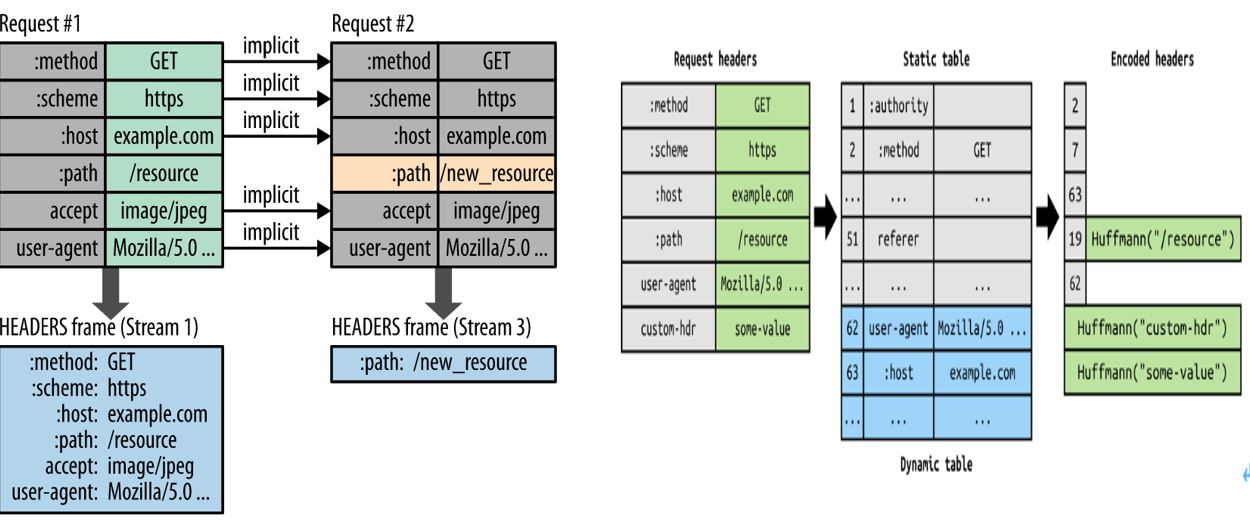 Request #1
:method GET
:scheme https
:host example.com
:path /resource
accept image/jpeg
user-agent Mozilla/5.0 ...
implicit
implicit
implicit
implicit
implicit
Request #2
:method GET
:scheme https
:host example.com
:path /new_resource
accept image/jpeg
user-agent Mozilla/5.0 ...
HEADERS frame (Stream 1)
:method: GET
:scheme: https
:host: example.com
:path: /resource
accept: image/jpeg
user-agent: Mozilla/5.0 ...
HEADERS frame (Stream 3)
:path: /new_resource
Request headers
:method GET
:scheme https
:host example.com
:path /resource
user-agent Mozilla/5.0 ...
custom-hdr some-value
Static table
1 :authority
2 :method GET
... ... ...
51 referer
... ... ...
62 user-agent Mozilla/5.0 ...
63 :host example.com
... ... ...
Dynamic table
Encoded headers
2
7
63
19 Huffmann("/resource")
62
Huffmann("custom-hdr")
Huffmann("some-value")